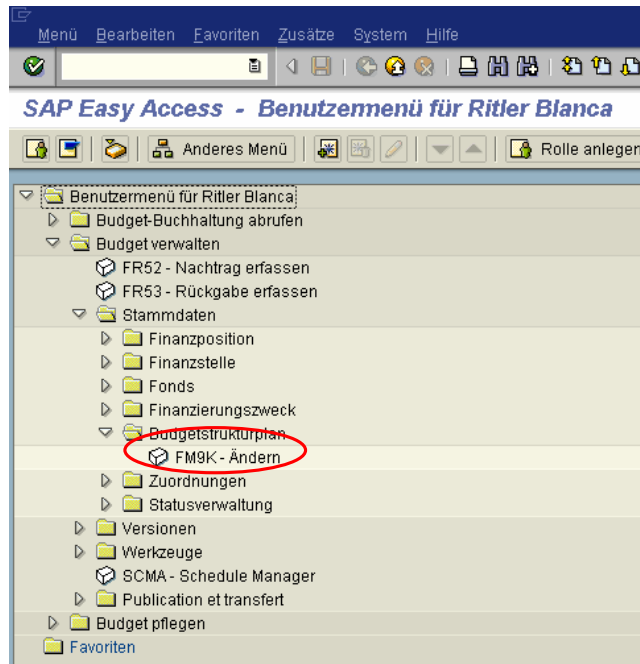 Menü Bearbeiten Favoriten Zusätze System Hilfe
SAP Easy Access - Benutzermenü für Ritler Blanca
Anderes Menü Rolle anlegen
Benutzermenü für Ritler Blanca
Budget-Buchhaltung abrufen
Budget verwalten
FR52 - Nachtrag erfassen
FR53 - Rückgabe erfassen
Stammdaten
Finanzposition
Finanzstelle
Fonds
Finanzierungszweck
Budgetstrukturplan
FM9K - Ändern
Zuordnungen
Statusverwaltung
Versionen
Werkzeuge
SCMA - Schedule Manager
Publication et transfert
Budget pflegen
Favoriten